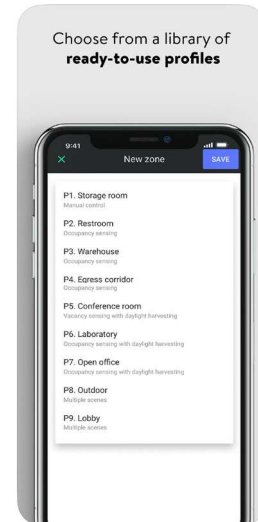 Choose from a library of
ready-to-use profiles
9:41
New zone
SAVE
P1. Storage room
Manual control
P2. Restroom
Occupancy sensing
P3. Warehouse
Occupancy sensing
P4. Egress corridor
Occupancy sensing
P5. Conference room
Vacancy sensing with daylight harvesting
P6. Laboratory
Occupancy sensing with daylight harvesting
P7. Open office
Occupancy sensing with daylight harvesting
P8. Outdoor
Multiple scenes
P9. Lobby
Multiple scenes